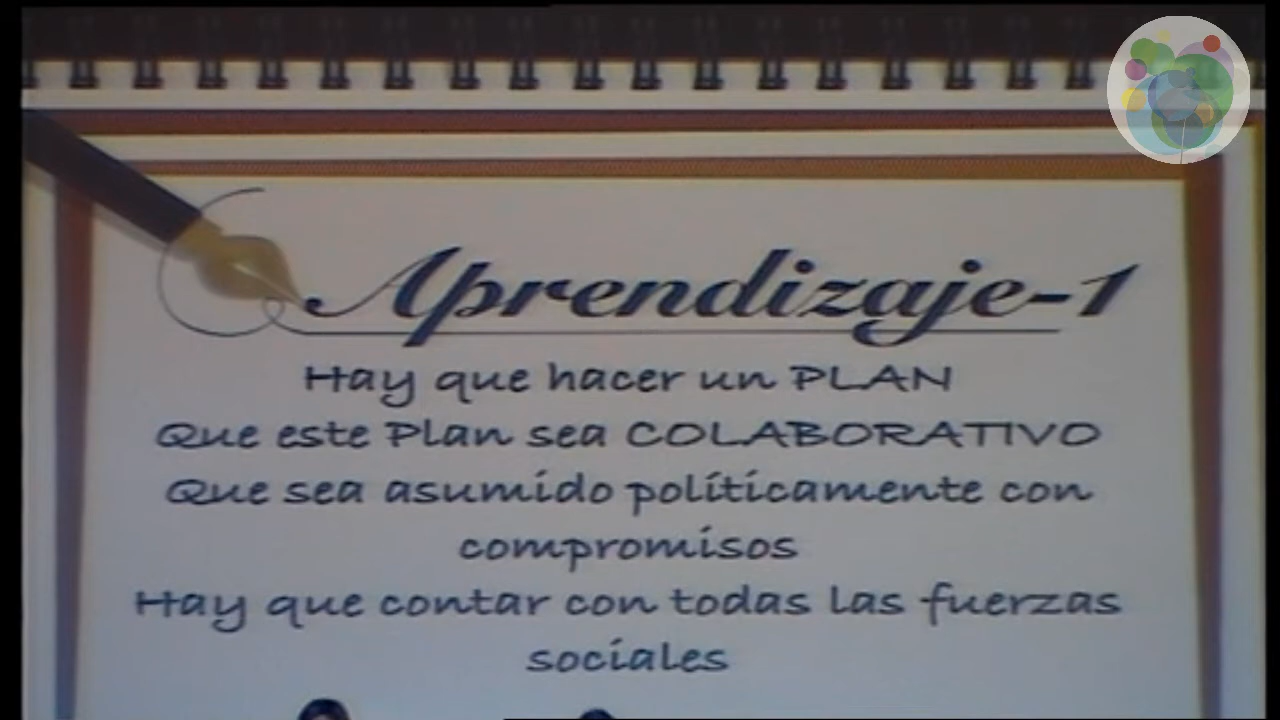 Aprendizaje-1
Hay que hacer un PLAN
Que este Plan sea COLABORATIVO
Que sea asumido políticamente con
compromisos
Hay que contar con todas las fuerzas
sociales